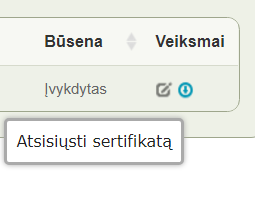 Būsena Veiksmai
Įvykdytas
Atsisiųsti sertifikatą